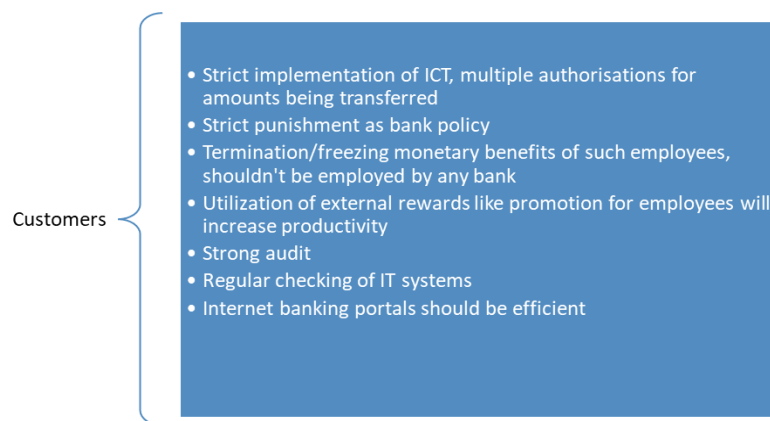 Customers
• Strict implementation of ICT, multiple authorisations for
amounts being transferred
• Strict punishment as bank policy
• Termination/freezing monetary benefits of such employees,
shouldn't be employed by any bank
• Utilization of external rewards like promotion for employees will
increase productivity
• Strong audit
• Regular checking of IT systems
• Internet banking portals should be efficient